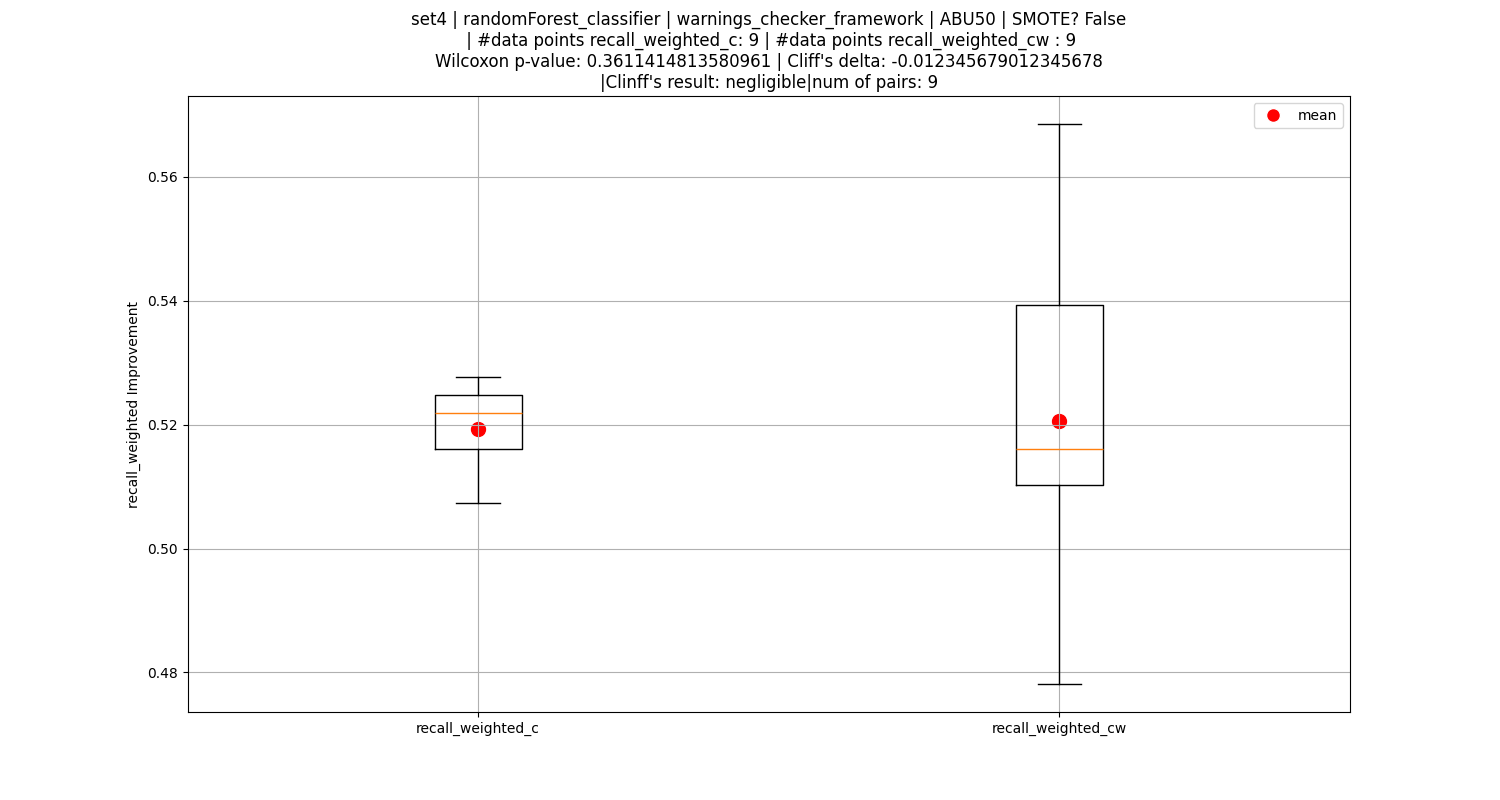 set4 | randomForest_classifier | warnings_checker_framework | ABU50 | SMOTE? False
| #data points recall_weighted_c: 9 | #data points recall_weighted_cw : 9
Wilcoxon p-value: 0.3611414813580961 | Cliff's delta: -0.012345679012345678
|Clinff's result: negligible|num of pairs: 9
mean
0.56
0.54
0.52
0.50
0.48
recall_weighted Improvement
recall_weighted_c
recall_weighted_cw